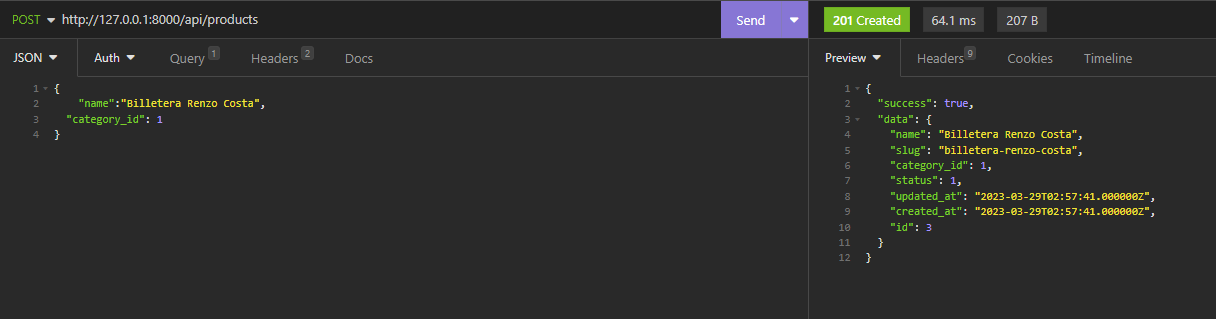 POST http://127.0.0.1:8000/api/products Send 201 Created 64.1 ms 207 B
JSON Auth Query 1 Headers 2 Docs Preview Headers 9 Cookies Timeline
1 {
2 "name":"Billetera Renzo Costa",
3 "category_id": 1
4 }
1 {
2 "success": true,
3 "data": {
4 "name": "Billetera Renzo Costa",
5 "slug": "billetera-renzo-costa",
6 "category_id": 1,
7 "status": 1,
8 "updated_at": "2023-03-29T02:57:41.000000Z",
9 "created_at": "2023-03-29T02:57:41.000000Z",
10 "id": 3
11 }
12 }